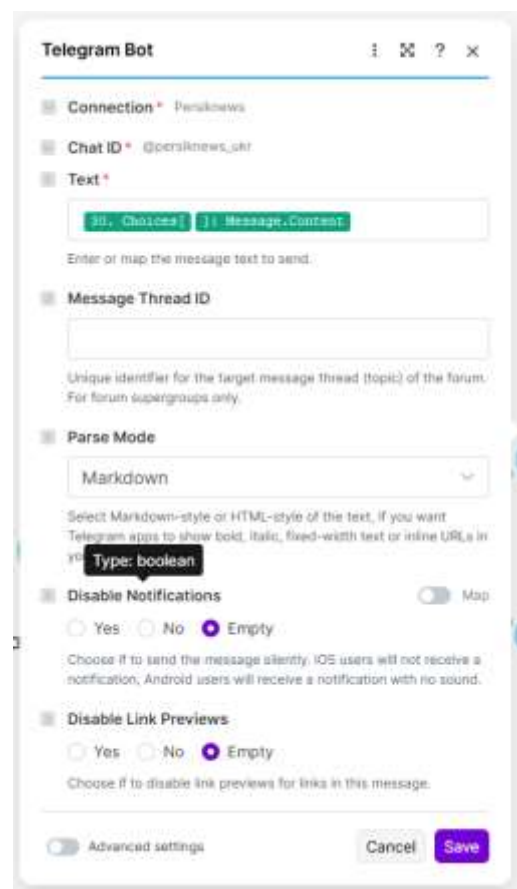 Telegram Bot
Connection * Persiknews
Chat ID * @persiknews_ukr
Text *
30. Choices[ ]: Message.Content
Enter or map the message text to send.
Message Thread ID
Unique identifier for the target message thread (topic) of the forum.
For forum supergroups only.
Parse Mode
Markdown
Select Markdown-style or HTML-style of the text, if you want
Telegram apps to show bold, italic, fixed-width text or inline URLs in
Type: boolean
Disable Notifications Map
Yes No Empty
Choose if to send the message silently. iOS users will not receive a
notification, Android users will receive a notification with no sound.
Disable Link Previews
Yes No Empty
Choose if to disable link previews for links in this message.
Advanced settings Cancel Save